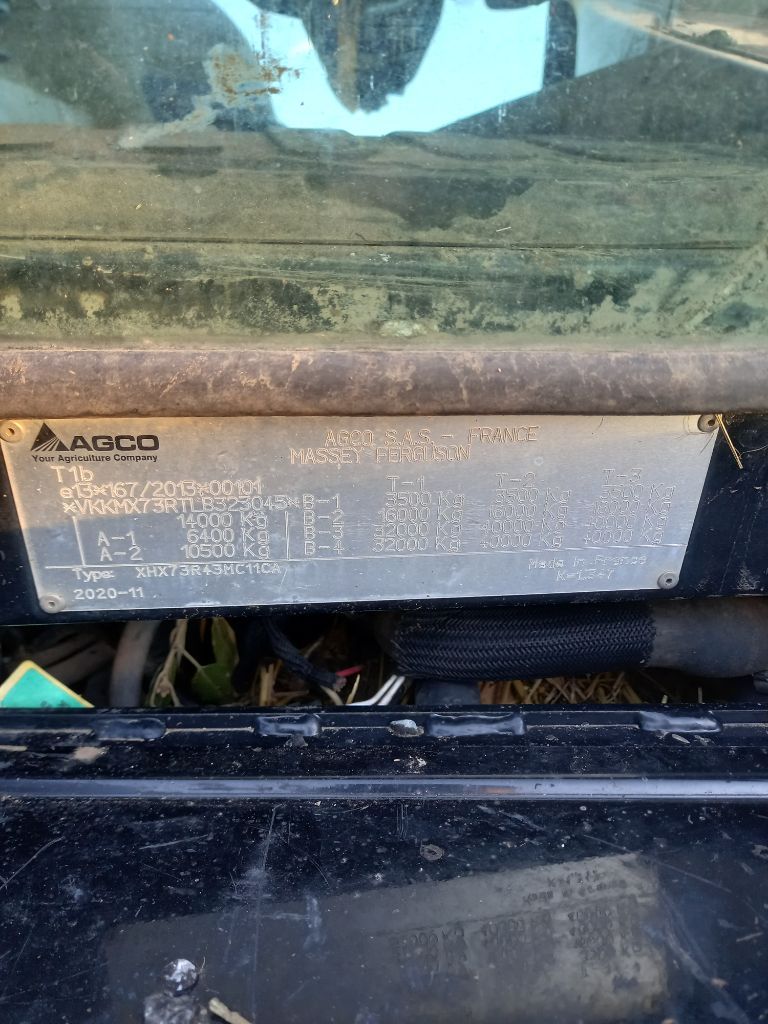 AGCO
Your Agriculture Company
AGCO S.A.S. - FRANCE
MASSEY FERGUSON
T1b
e13*167/2013*00101
*VKKMX73RTLB323045*
14000 Kg
A-1 6400 Kg
A-2 10500 Kg
T-1 T-2 T-3
B-1 3500 Kg 3500 Kg 3500 Kg
B-2 16000 Kg 16000 Kg
B-3 32000 Kg 40000 Kg 40000 Kg
B-4 32000 Kg 40000 Kg 40000 Kg
Type: XHX73R43MC11CA
2020-11
Made in France